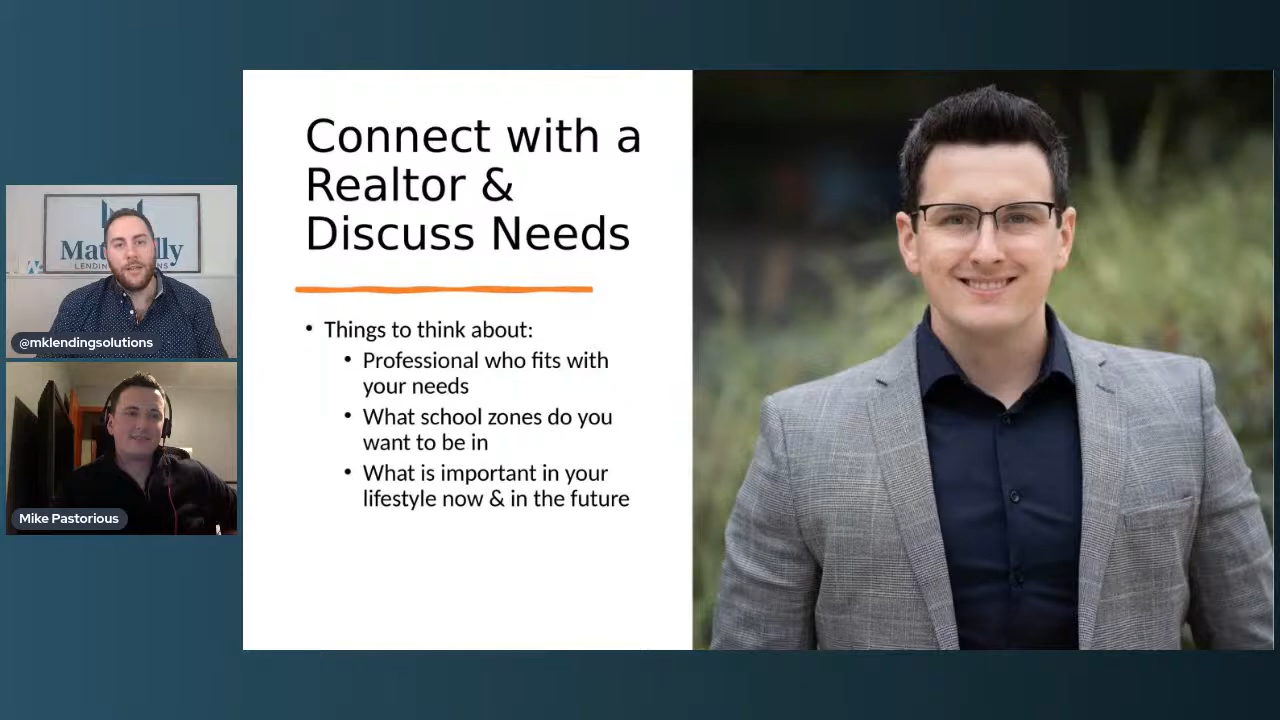 Connect with a
Realtor &
Discuss Needs
• Things to think about:
• Professional who fits with
your needs
• What school zones do you
want to be in
• What is important in your
lifestyle now & in the future
@mklendingsolutions
Mike Pastorious